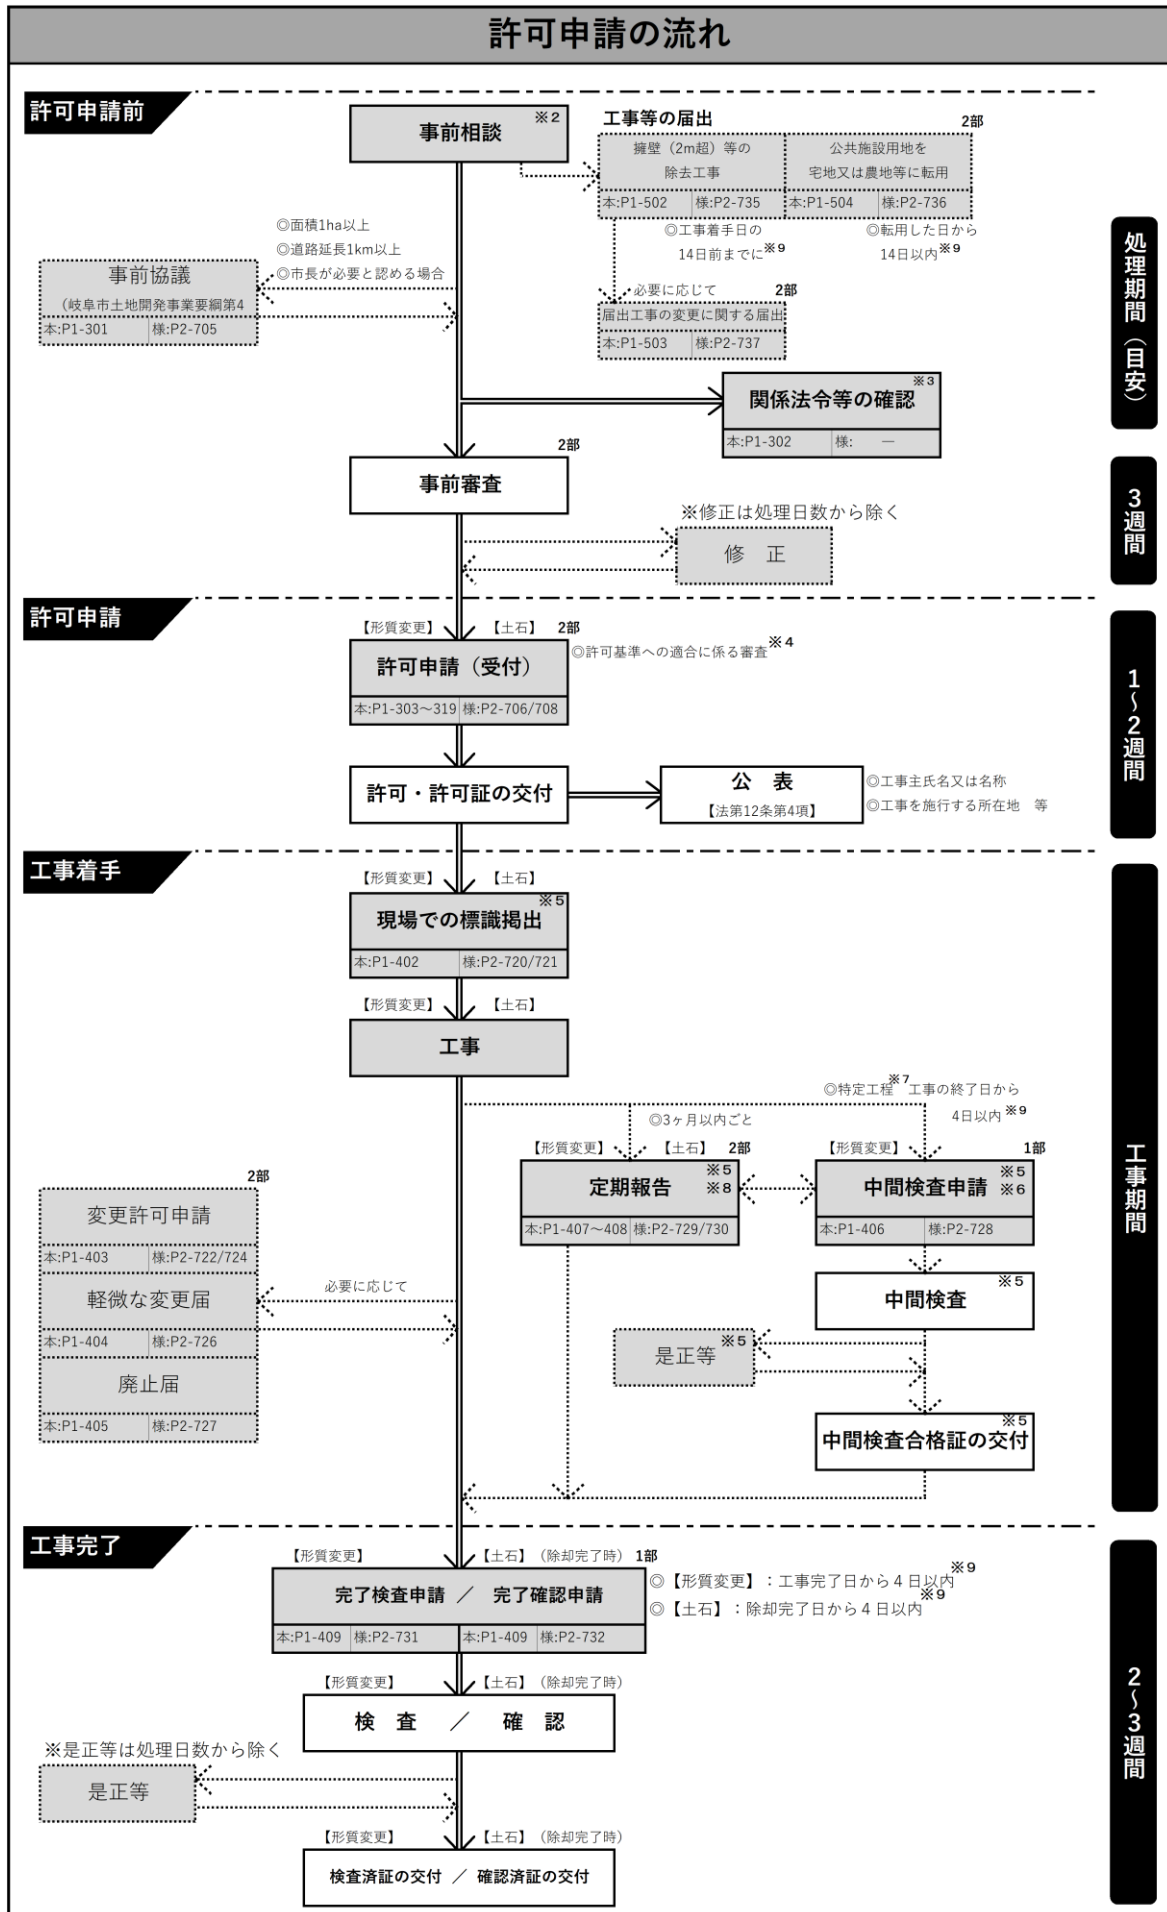 許可申請の流れ
許可申請前
事前相談
※2
工事等の届出
2部
擁壁（2m超）等の
除去工事
公共施設用地を
宅地又は農地等に転用
本:P1-502
様:P2-735
本:P1-504
様:P2-736
◎工事着手日の
14日前までに※9
◎転用した日から
14日以内※9
◎面積1ha以上
◎道路延長1km以上
◎市長が必要と認める場合
事前協議
（岐阜市土地開発事業要綱第4
本:P1-301
様:P2-705
必要に応じて
2部
届出工事の変更に関する届出
本:P1-503
様:P2-737
処理期間（目安）
※3
関係法令等の確認
本:P1-302
様:　―
2部
事前審査
※修正は処理日数から除く
修　正
3週間
許可申請
【形質変更】
【土石】
2部
許可申請（受付）
◎許可基準への適合に係る審査※4
本:P1-303～319
様:P2-706/708
許可・許可証の交付
公　表
【法第12条第4項】
◎工事主氏名又は名称
◎工事を施行する所在地　等
1～2週間
工事着手
【形質変更】
【土石】
※5
現場での標識掲出
本:P1-402
様:P2-720/721
【形質変更】
【土石】
工事
◎特定工程※7工事の終了日から
4日以内※9
◎3ヶ月以内ごと
【形質変更】
【土石】
2部
※5
※8
定期報告
本:P1-407～408
様:P2-729/730
【形質変更】
1部
※5
※6
中間検査申請
本:P1-406
様:P2-728
※5
中間検査
※5
是正等
※5
中間検査合格証の交付
2部
変更許可申請
本:P1-403
様:P2-722/724
軽微な変更届
本:P1-404
様:P2-726
廃止届
本:P1-405
様:P2-727
必要に応じて
工事期間
工事完了
【形質変更】
【土石】（除却完了時）
1部
完了検査申請　／　完了確認申請
本:P1-409
様:P2-731
本:P1-409
様:P2-732
◎【形質変更】：工事完了日から４日以内※9
◎【土石】：除却完了日から４日以内※9
【形質変更】
【土石】（除却完了時）
検　査　／　確　認
※是正等は処理日数から除く
是正等
【形質変更】
【土石】（除却完了時）
検査済証の交付　／　確認済証の交付
2～3週間